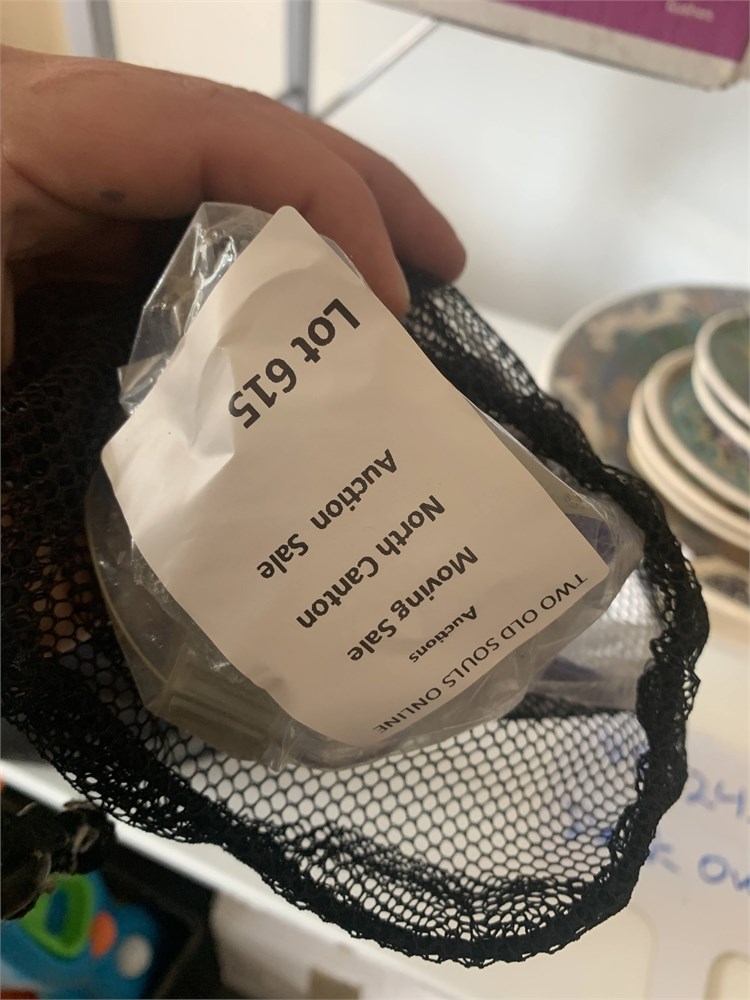 TWO OLD SOULS ONLINE
Auctions
Moving Sale
North Canton
Auction Sale
Lot 615